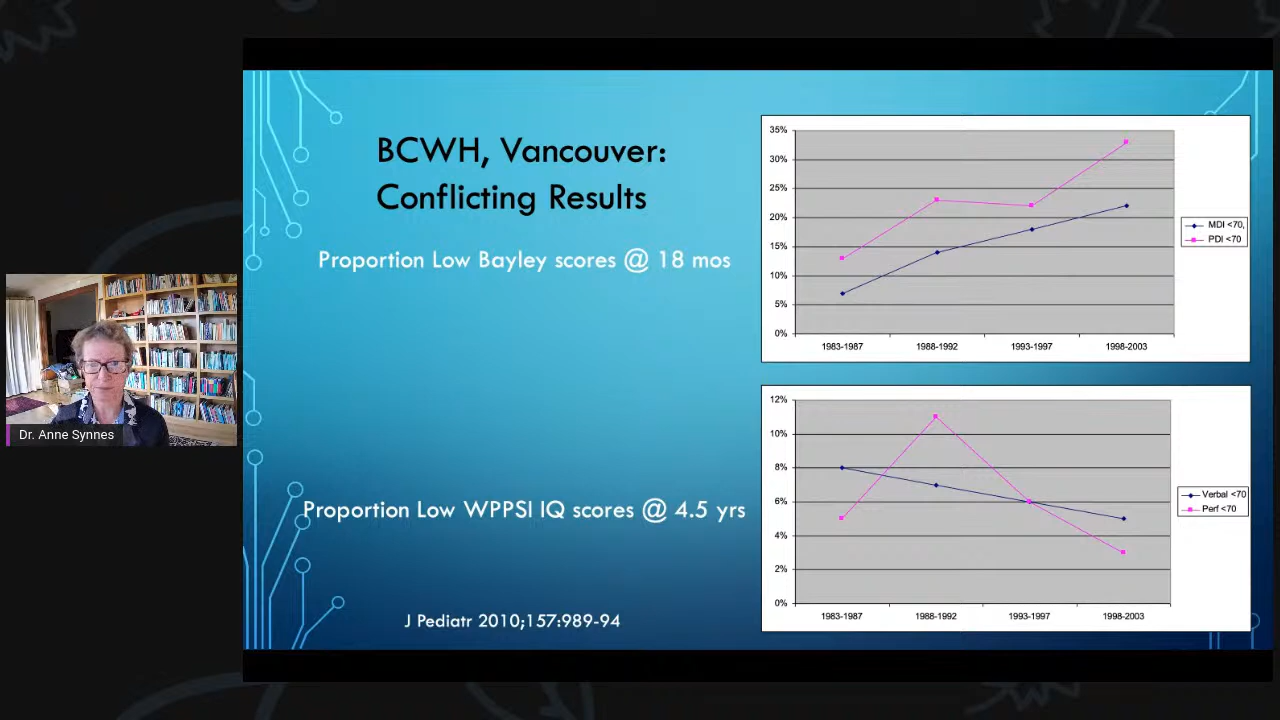 BCWH, Vancouver:
Conflicting Results
Proportion Low Bayley scores @ 18 mos
35%
30%
25%
20%
15%
10%
5%
0%
1983-1987 1988-1992 1993-1997 1998-2003
MDI <70,
PDI <70
Dr. Anne Synnes
Proportion Low WPPSI IQ scores @ 4.5 yrs
12%
10%
8%
6%
4%
2%
0%
1983-1987 1988-1992 1993-1997 1998-2003
Verbal <70
Perf <70
J Pediatr 2010;157:989-94